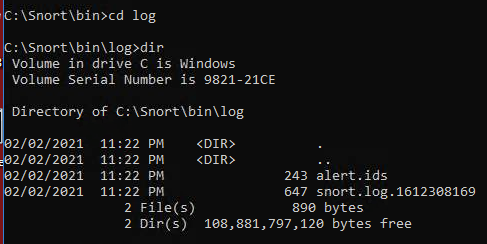 C:\Snort\bin>cd log
C:\Snort\bin\log>dir
 Volume in drive C is Windows
 Volume Serial Number is 9821-21CE
 Directory of C:\Snort\bin\log
02/02/2021  11:22 PM    <DIR>          .
02/02/2021  11:22 PM    <DIR>          ..
02/02/2021  11:22 PM               243 alert.ids
02/02/2021  11:22 PM               647 snort.log.1612308169
               2 File(s)            890 bytes
               2 Dir(s)  108,881,797,120 bytes free